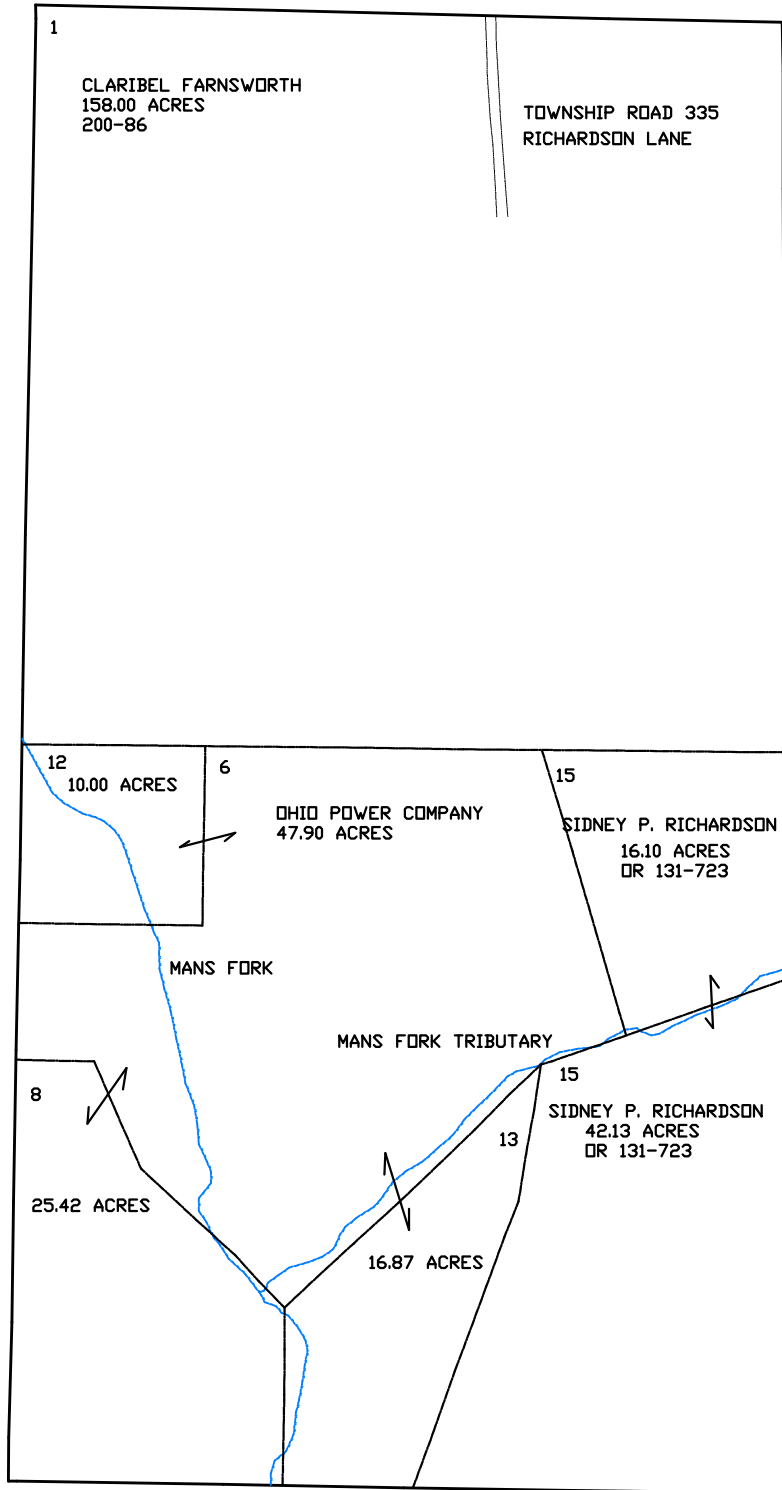 1
CLARIBEL FARNSWORTH
158.00 ACRES
200-86
TOWNSHIP ROAD 335
RICHARDSON LANE
12
10.00 ACRES
6
OHIO POWER COMPANY
47.90 ACRES
15
SIDNEY P. RICHARDSON
16.10 ACRES
OR 131-723
MANS FORK
MANS FORK TRIBUTARY
8
25.42 ACRES
15
SIDNEY P. RICHARDSON
42.13 ACRES
OR 131-723
13
16.87 ACRES